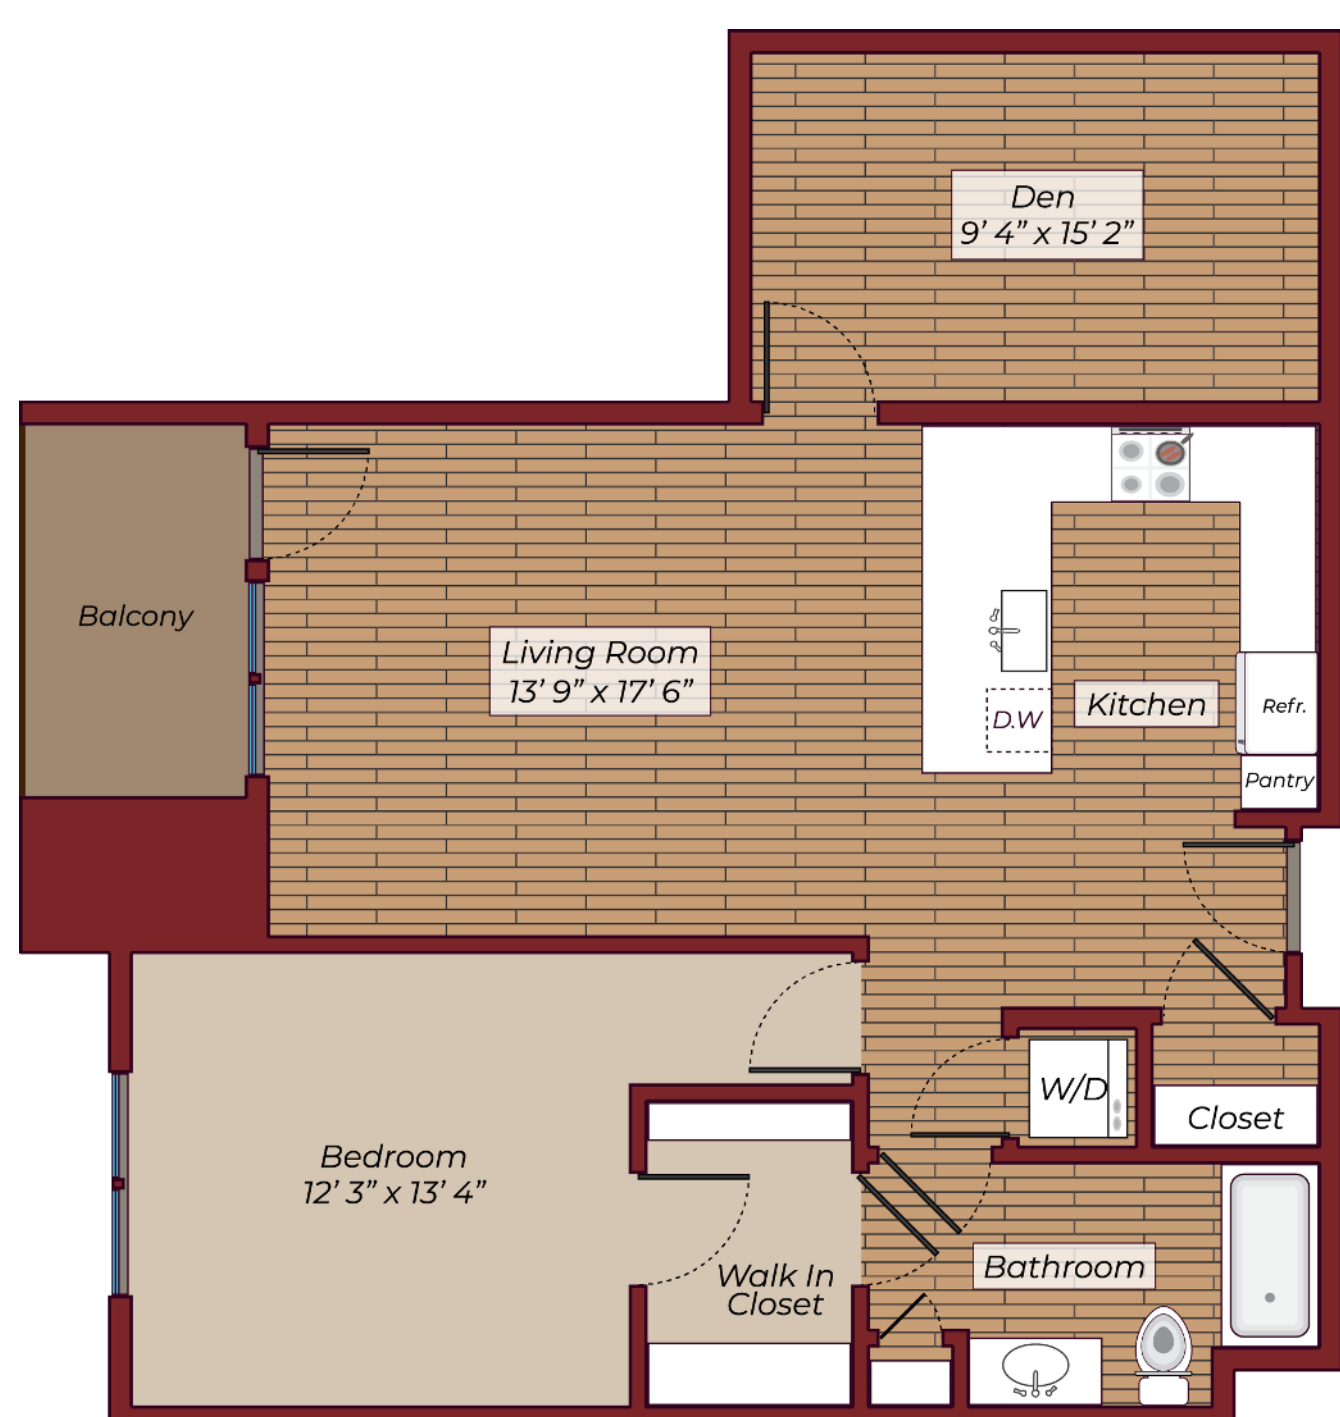 Den
9’ 4” x 15’ 2”
Balcony
Living Room
13’ 9” x 17’ 6”
Kitchen
D.W
Refr.
Pantry
W/D
Closet
Bedroom
12’ 3” x 13’ 4”
Walk In
Closet
Bathroom